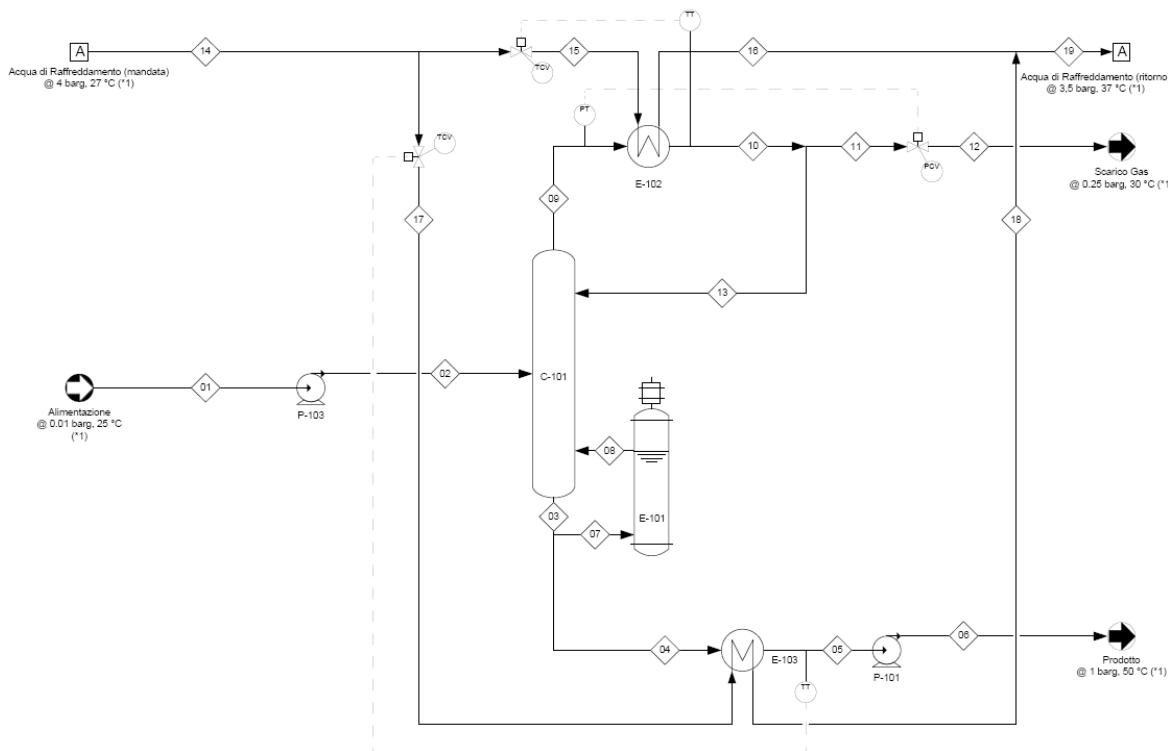 TT
A
14
15
16
19
A
TCV
Acqua di Raffreddamento (mandata)
@ 4 barg, 27 °C (*1)
Acqua di Raffreddamento (ritorno
@ 3,5 barg, 37 °C (*1)
PT
TCV
10
11
12
E-102
PCV
Scarico Gas
@ 0.25 barg, 30 °C (*1
09
17
18
13
01
02
C-101
P-103
Alimentazione
@ 0.01 barg, 25 °C
(*1)
08
03
E-101
07
04
E-103
05
06
P-101
TT
Prodotto
@ 1 barg, 50 °C (*1)